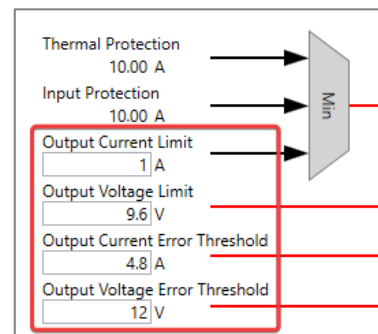 Thermal Protection
10.00 A
Input Protection
10.00 A
Output Current Limit
1 A
Output Voltage Limit
9.6 V
Output Current Error Threshold
4.8 A
Output Voltage Error Threshold
12 V
Min